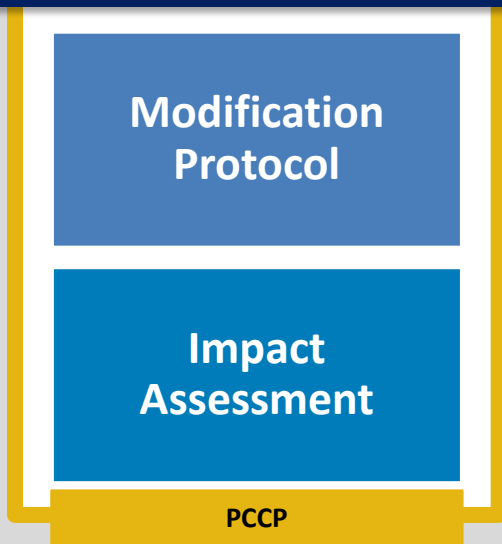 Modification
Protocol
Impact
Assessment
PCCP